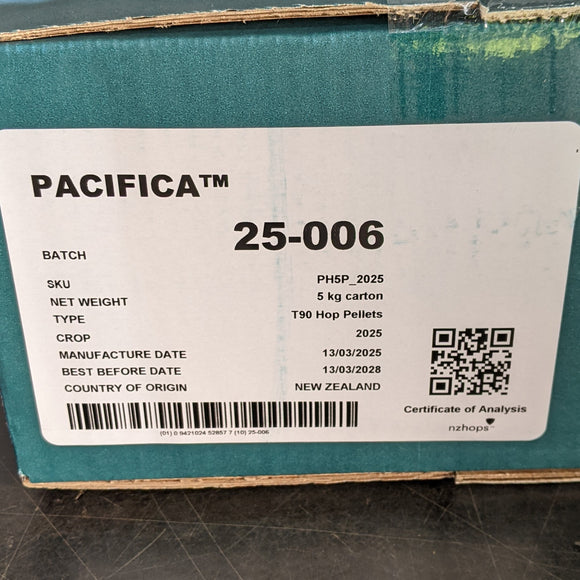 PACIFICA™
BATCH 25-006
SKU PH5P_2025
NET WEIGHT 5 kg carton
TYPE T90 Hop Pellets
CROP 2025
MANUFACTURE DATE 13/03/2025
BEST BEFORE DATE 13/03/2028
COUNTRY OF ORIGIN NEW ZEALAND
(01) 0 9421024 52857 7 (10) 25-006
Certificate of Analysis
nzhops™